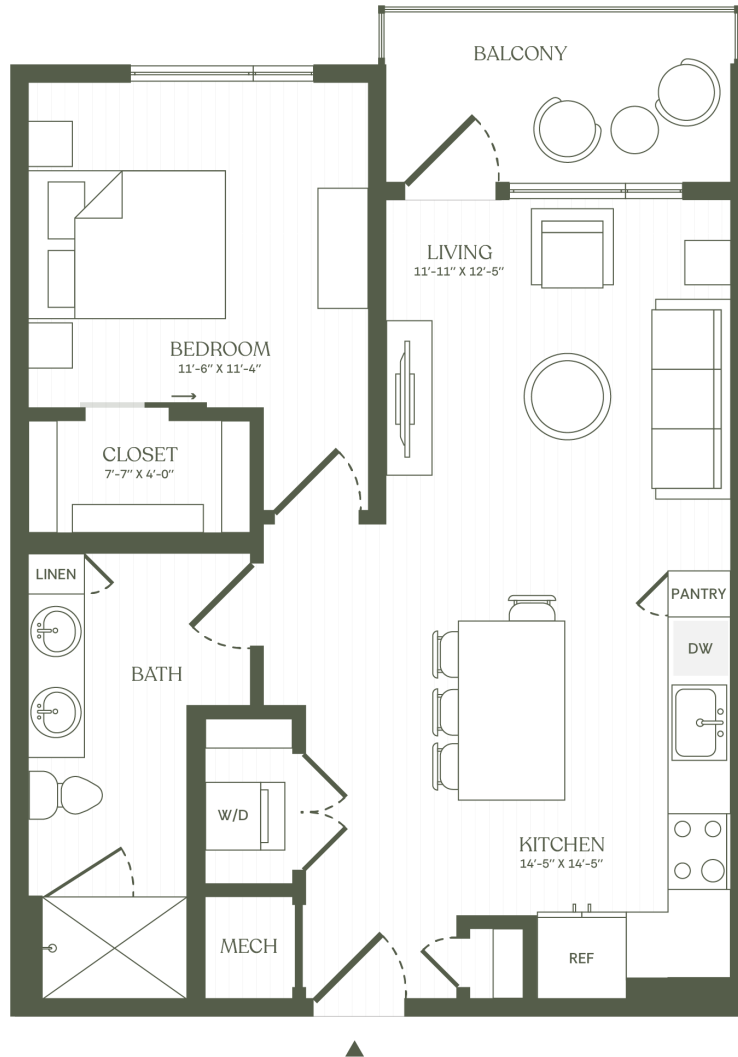 BALCONY
LIVING
11'-11" X 12'-5"
BEDROOM
11'-6" X 11'-4"
CLOSET
7'-7" X 4'-0"
LINEN
PANTRY
DW
BATH
W/D
KITCHEN
14'-5" X 14'-5"
MECH
REF